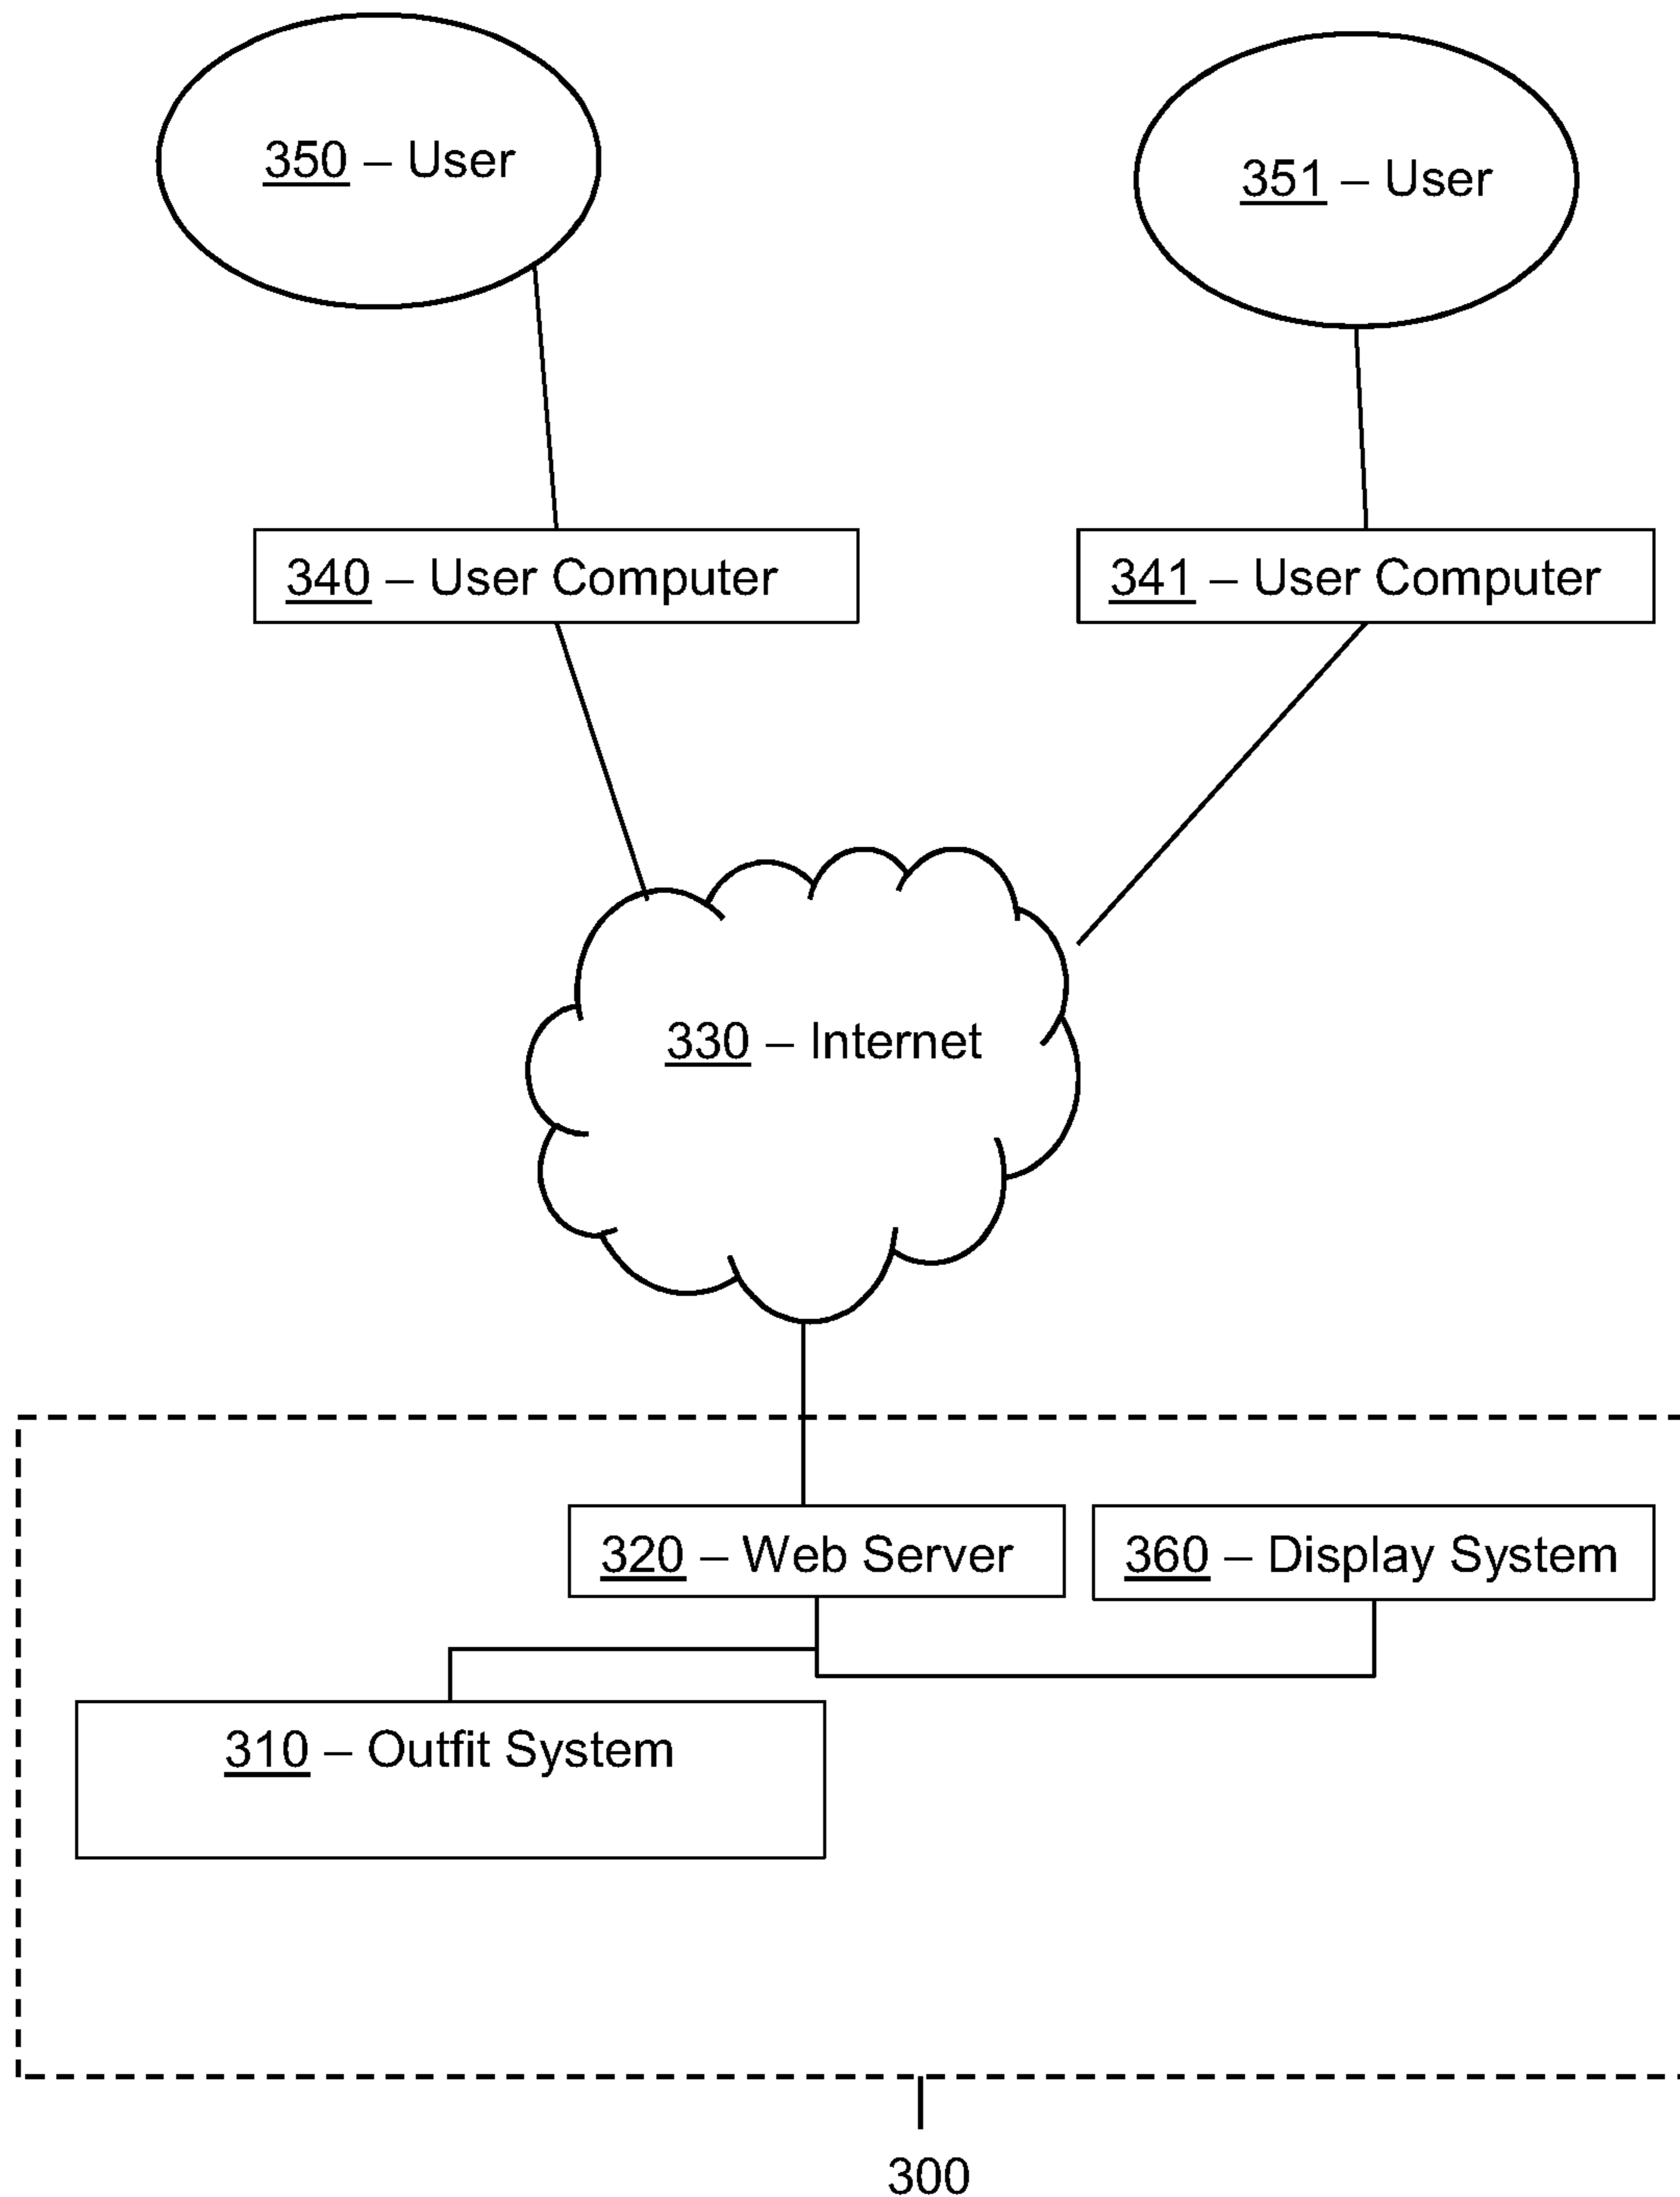 350 – User
351 – User
340 – User Computer
341 – User Computer
330 – Internet
320 – Web Server
360 – Display System
310 – Outfit System
300